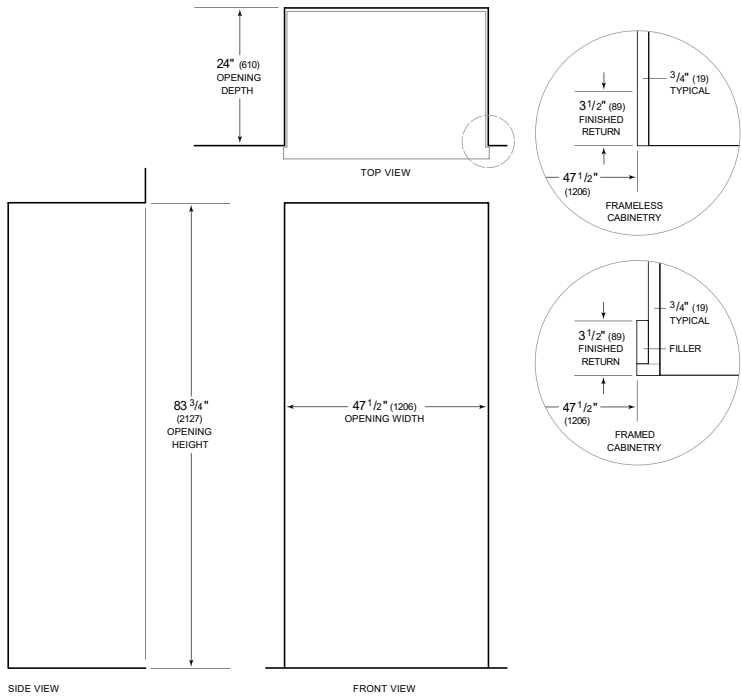 24" (610)
OPENING
DEPTH
TOP VIEW
3/4" (19)
TYPICAL
3 1/2" (89)
FINISHED
RETURN
47 1/2"
(1206)
FRAMELESS
CABINETRY
3/4" (19)
TYPICAL
3 1/2" (89)
FINISHED
RETURN
FILLER
47 1/2"
(1206)
FRAMED
CABINETRY
83 3/4"
(2127)
OPENING
HEIGHT
47 1/2" (1206)
OPENING WIDTH
SIDE VIEW
FRONT VIEW